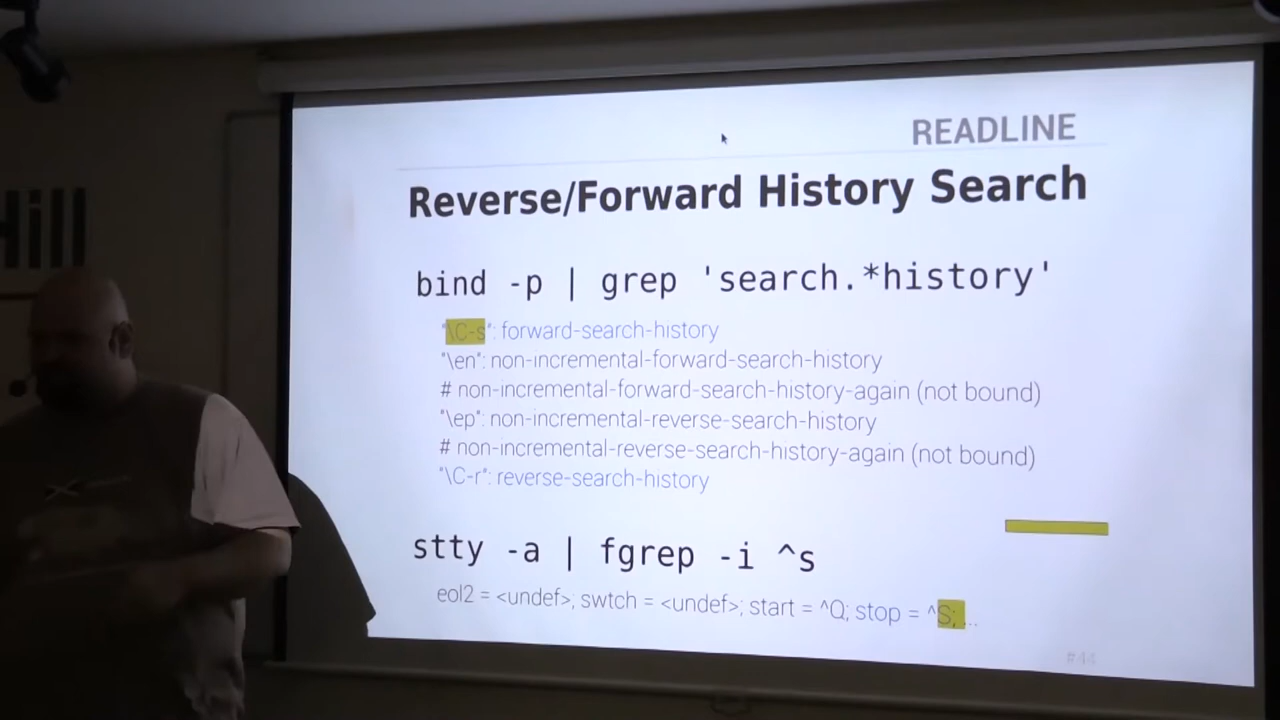 READLINE
Reverse/Forward History Search
bind -p | grep 'search.*history'
"\C-s": forward-search-history
"\en": non-incremental-forward-search-history
# non-incremental-forward-search-history-again (not bound)
"\ep": non-incremental-reverse-search-history
# non-incremental-reverse-search-history-again (not bound)
"\C-r": reverse-search-history
stty -a | fgrep -i ^s
eol2 = <undef>; swtch = <undef>; start = ^Q; stop = ^S; ...
#44
Hill